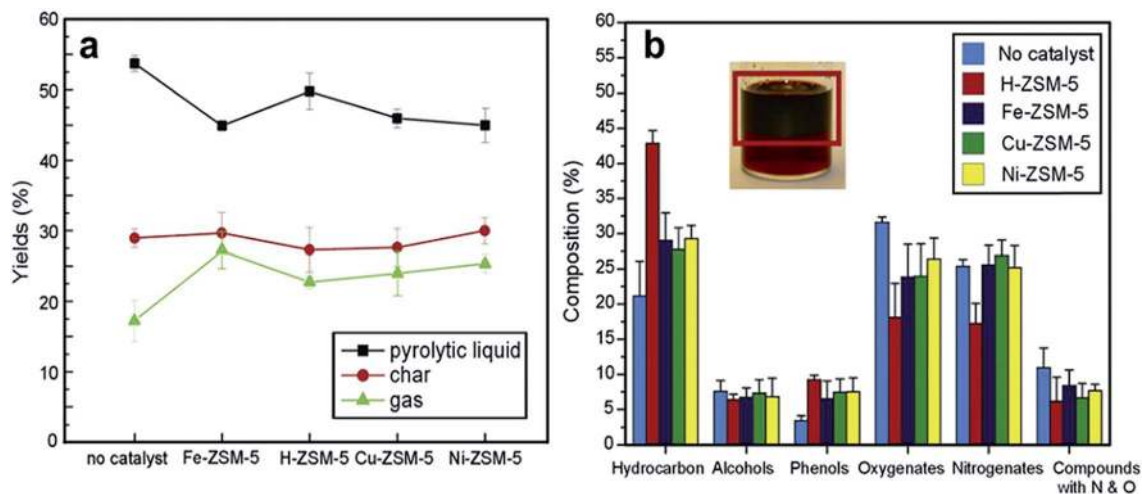 a
60
50
40
30
20
10
0
Yields (%)
pyrolytic liquid
char
gas
no catalyst Fe-ZSM-5 H-ZSM-5 Cu-ZSM-5 Ni-ZSM-5
b
60
55
50
45
40
35
30
25
20
15
10
5
0
Composition (%)
No catalyst
H-ZSM-5
Fe-ZSM-5
Cu-ZSM-5
Ni-ZSM-5
Hydrocarbon Alcohols Phenols Oxygenates Nitrogenates Compounds
with N & O